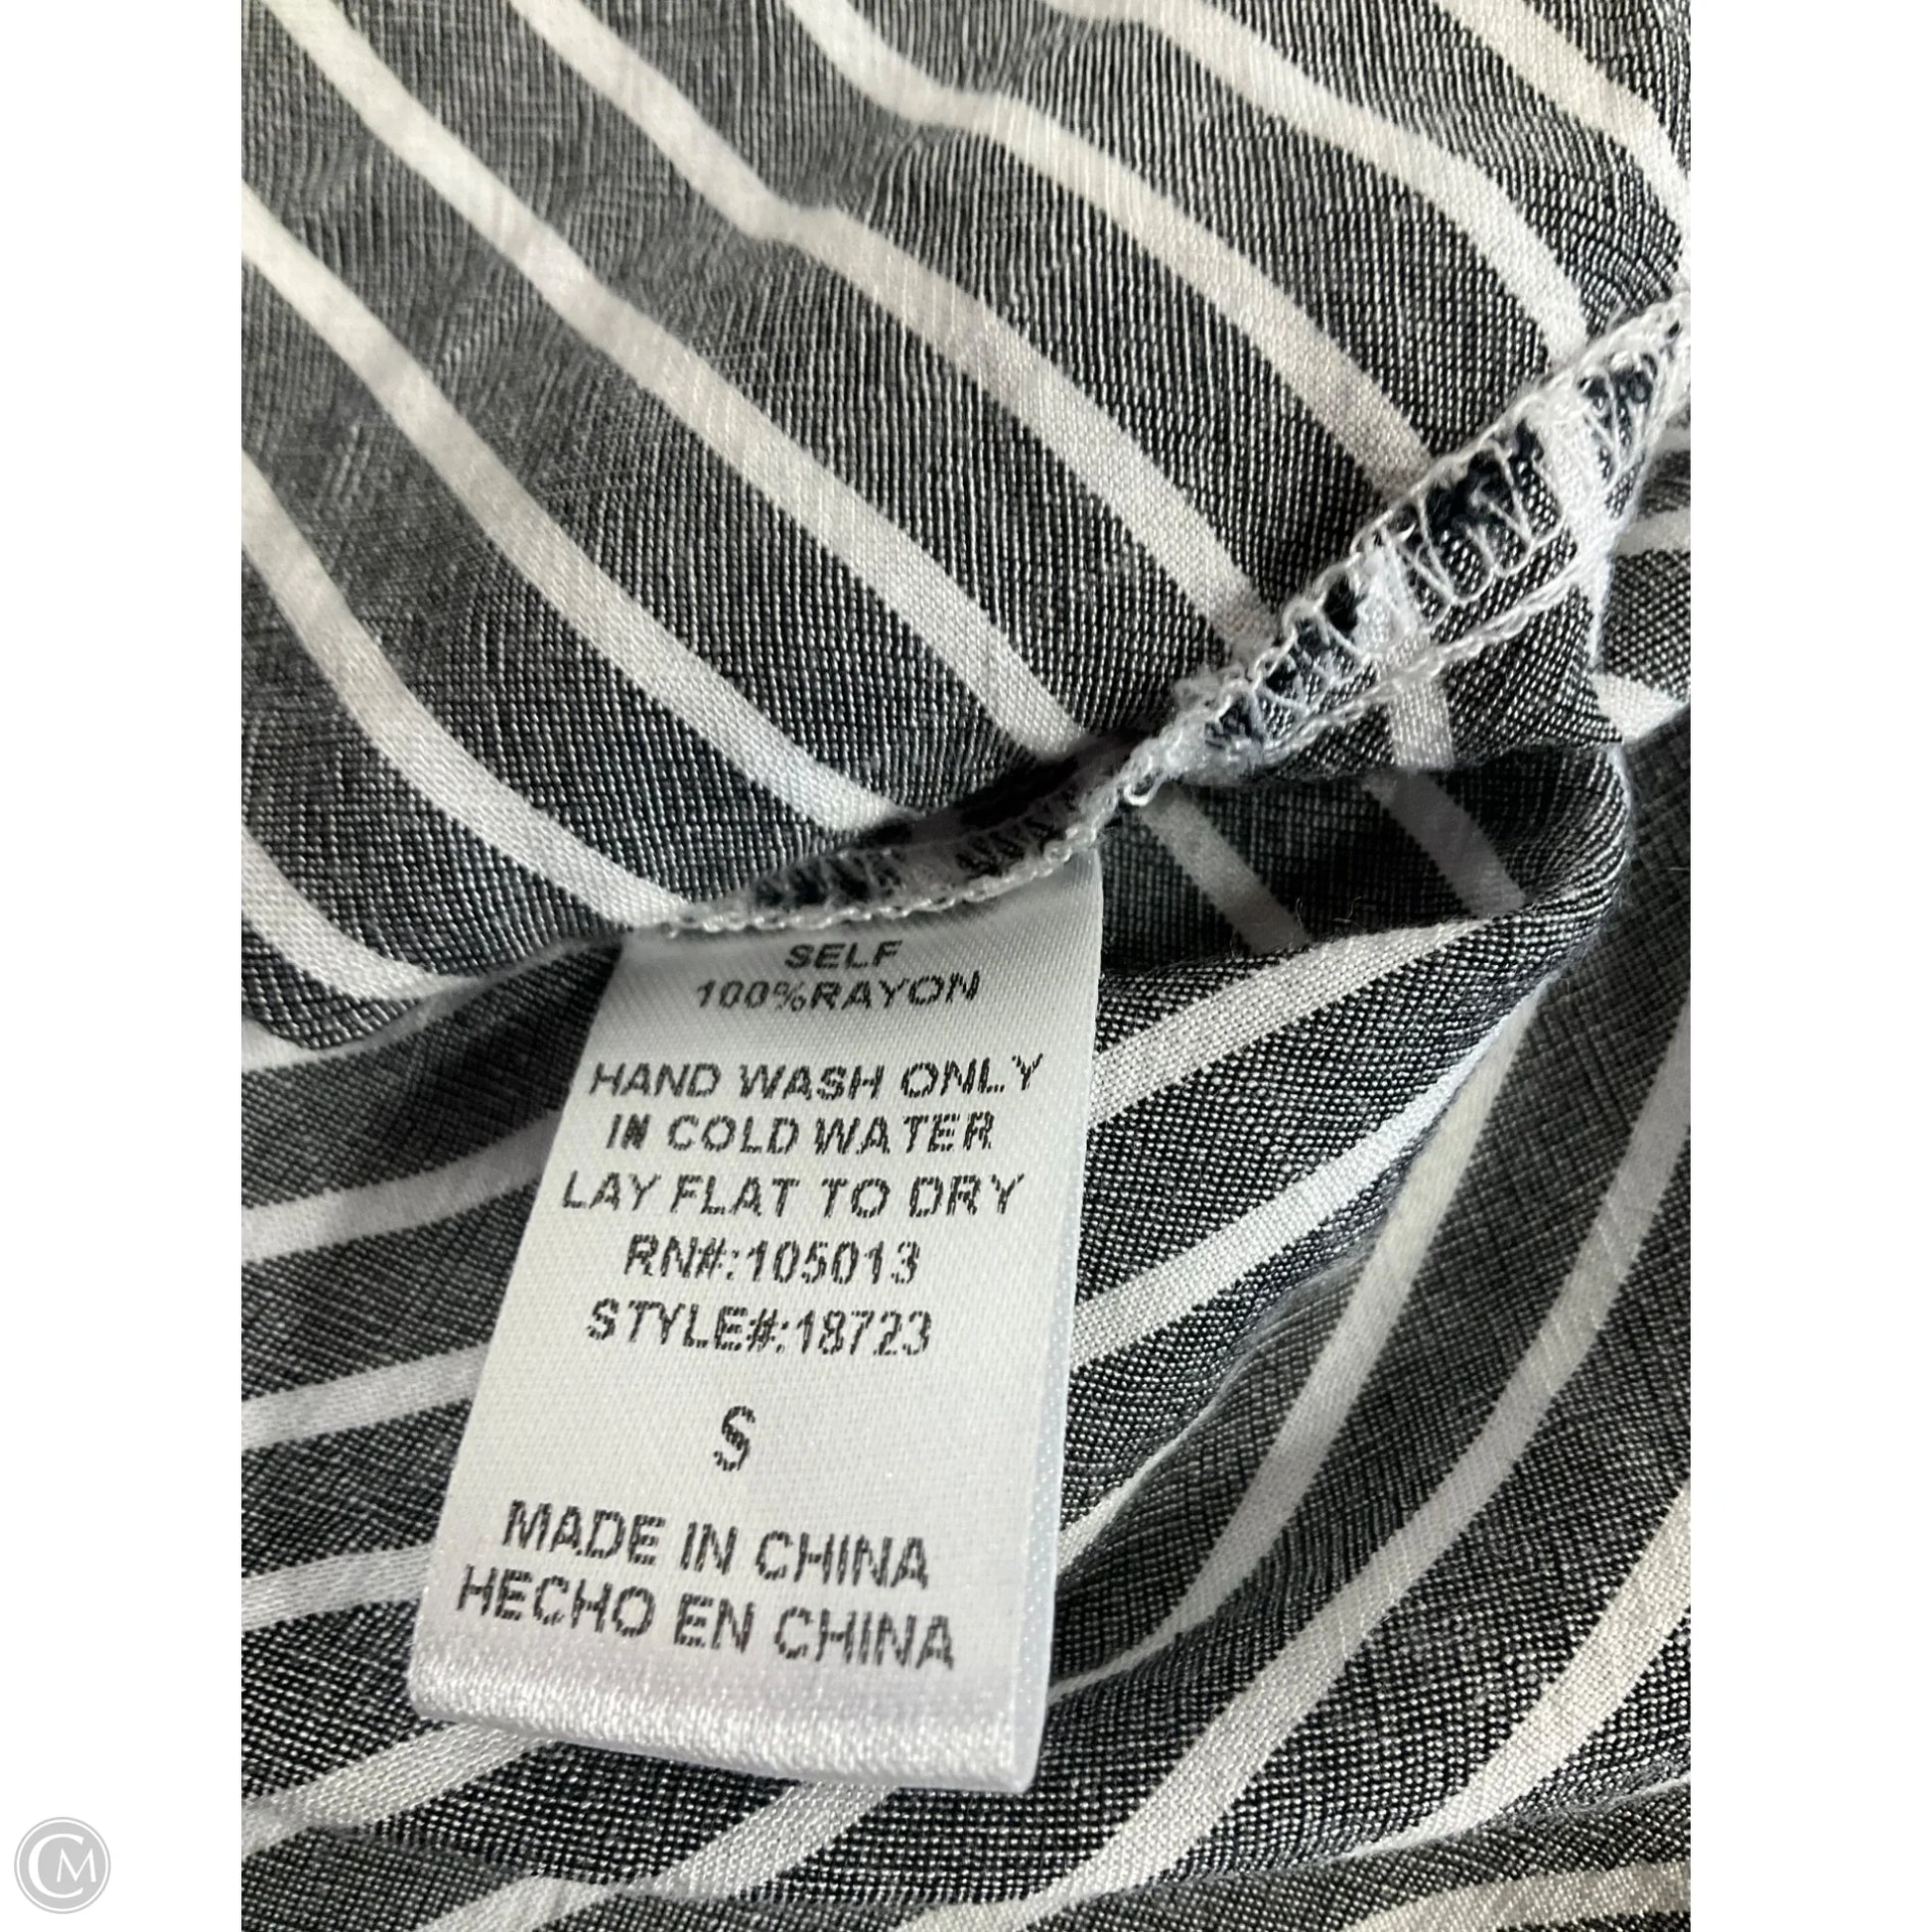 SELF
100%RAYON
HAND WASH ONLY
IN COLD WATER
LAY FLAT TO DRY
RN#:105013
STYLE#:18723
S
MADE IN CHINA
HECHO EN CHINA
CM